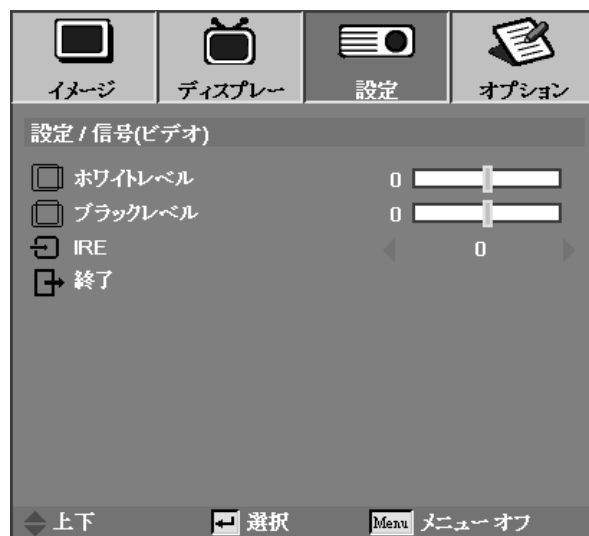 イメージ ディスプレー 設定 オプション
設定 / 信号(ビデオ)
ホワイトレベル 0
ブラックレベル 0
IRE 0
終了
上下 選択 Menu メニューオフ